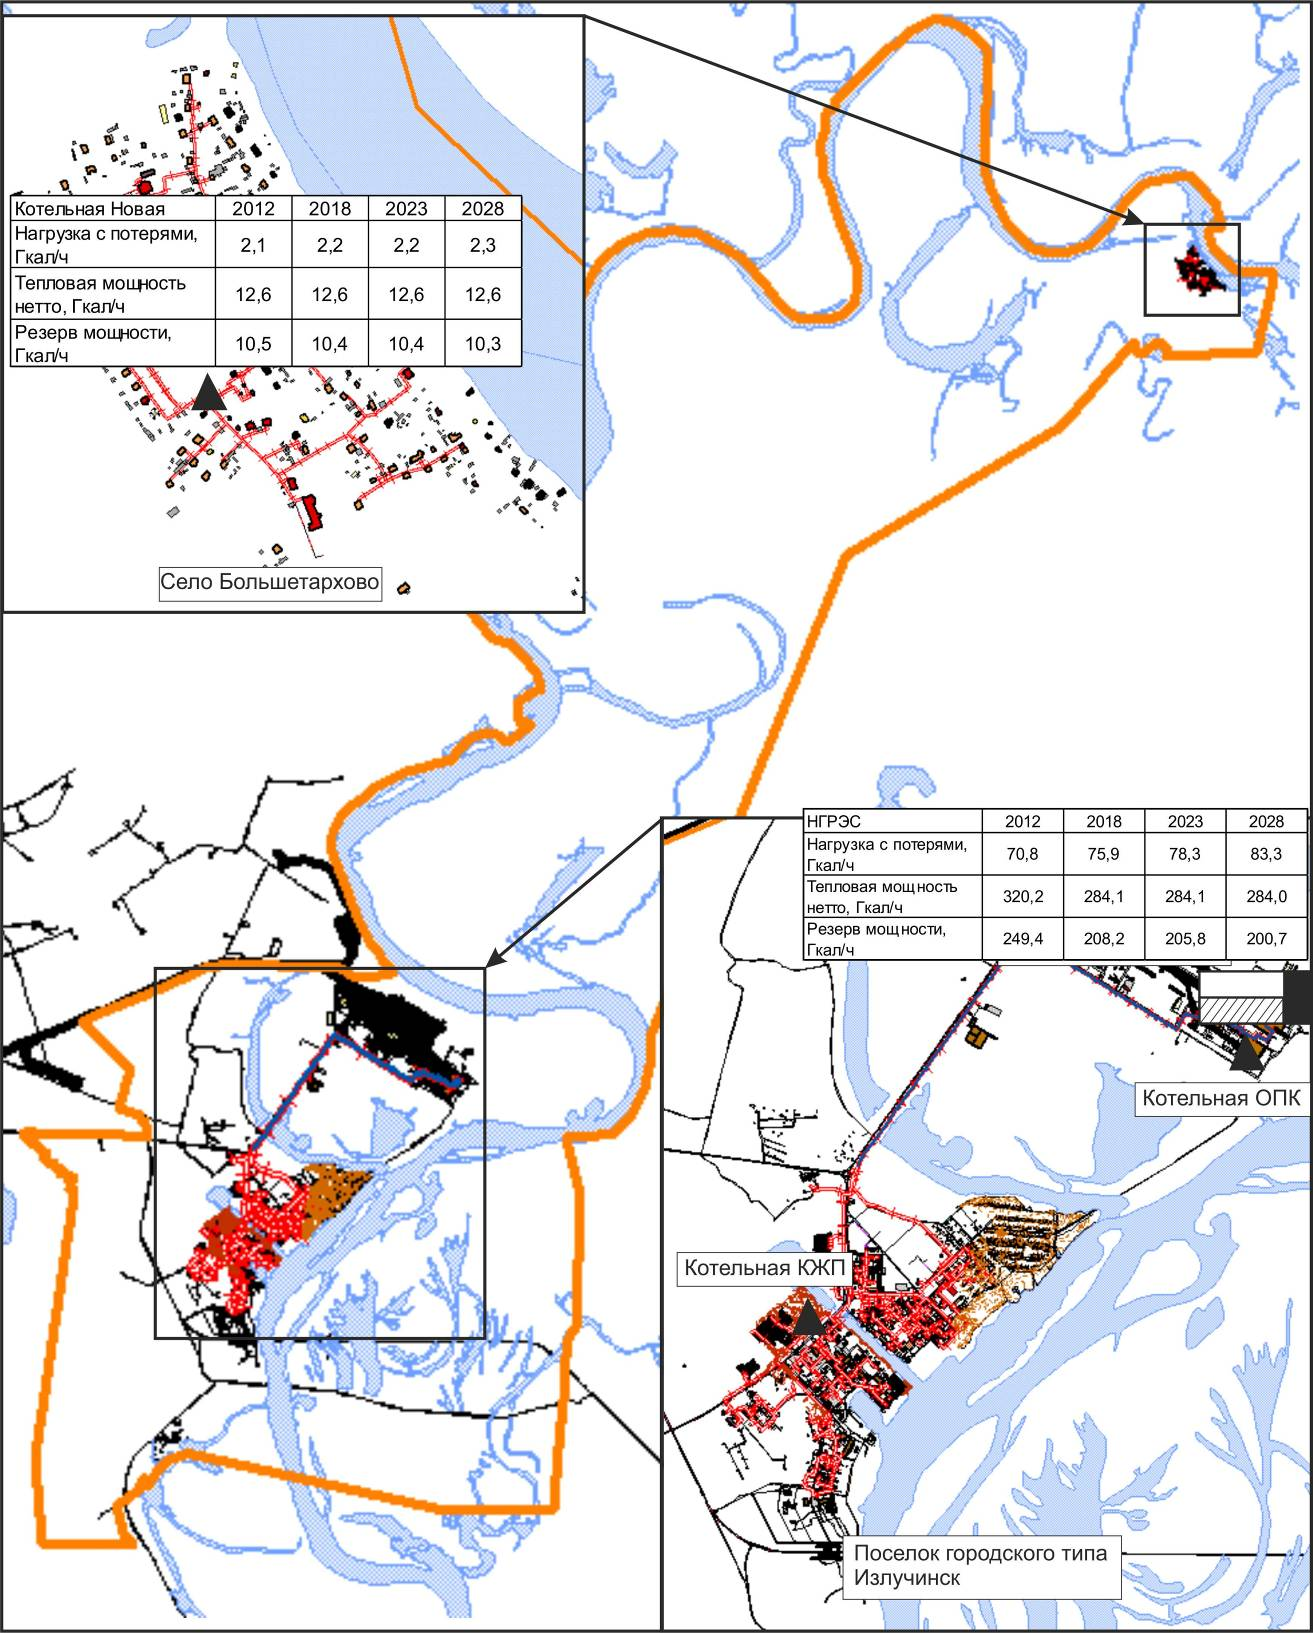 Котельная Новая 2012 2018 2023 2028
Нагрузка с потерями,
Гкал/ч 2,1 2,2 2,2 2,3
Тепловая мощность
нетто, Гкал/ч 12,6 12,6 12,6 12,6
Резерв мощности,
Гкал/ч 10,5 10,4 10,4 10,3
Село Большетархово
НГРЭС 2012 2018 2023 2028
Нагрузка с потерями,
Гкал/ч 70,8 75,9 78,3 83,3
Тепловая мощность
нетто, Гкал/ч 320,2 284,1 284,1 284,0
Резерв мощности,
Гкал/ч 249,4 208,2 205,8 200,7
Котельная ОПК
Котельная КЖП
Поселок городского типа
Излучинск